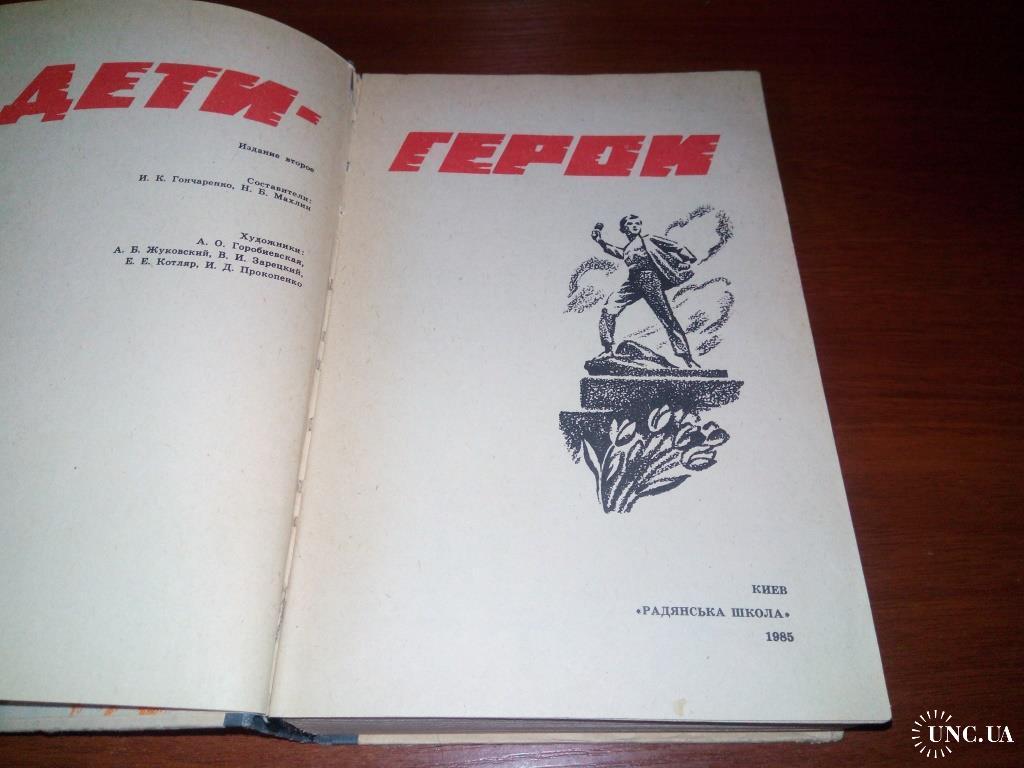 ДЕТИ-
Издание второе
Составители:
И. К. Гончаренко, Н. Б. Махлин
Художники:
А. О. Горобиевская,
А. Б. Жуковский, В. И. Зарецкий,
Е. Е. Котляр, И. Д. Прокопенко
ГЕРОИ
КИЕВ
«РАДЯНСЬКА ШКОЛА»
1985
UNC.UA